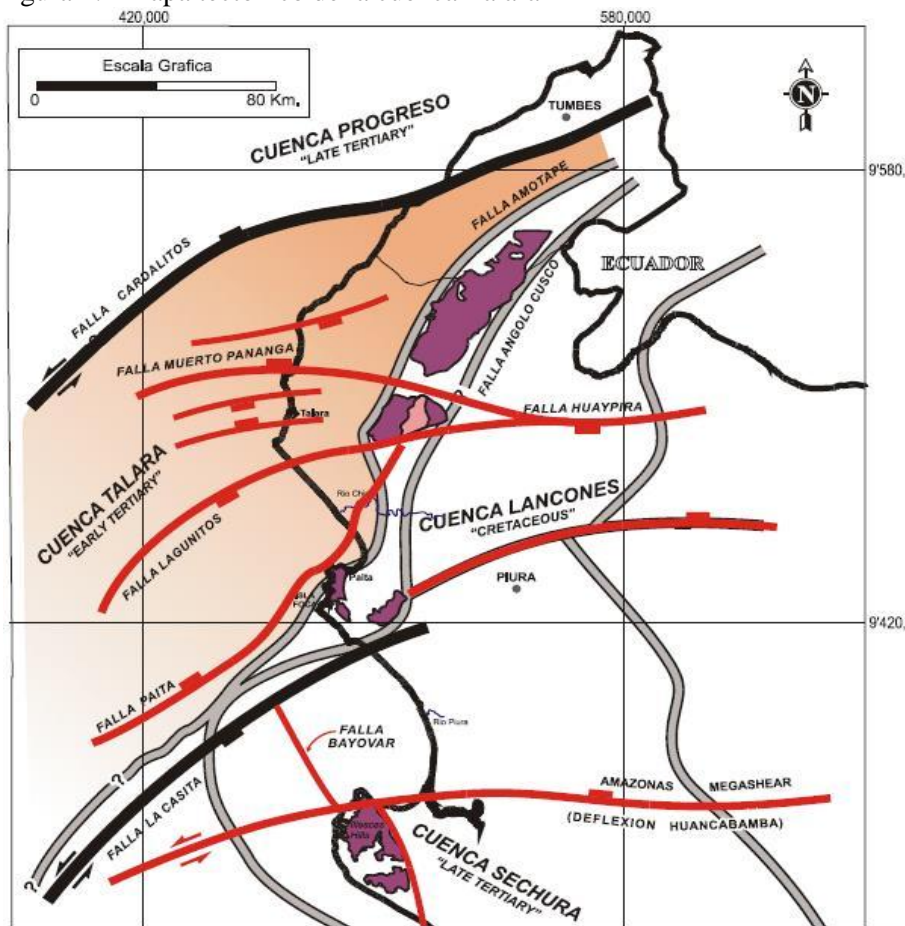 420,000
580,000
Escala Grafica
0
80 Km.
N
TUMBES
CUENCA PROGRESO
"LATE TERTIARY"
9'580,
FALLA AMOTAPE
FALLA CARDALITOS
ECUADOR
FALLA ANGOLO CUSCO
FALLA MUERTO PANANGA
?
FALLA HUAYPIRA
Talara
CUENCA TALARA
"EARLY TERTIARY"
Rio Chi
CUENCA LANCONES
"CRETACEOUS"
FALLA LAGUNITOS
Paita
PIURA
9'420,
FALLA PAITA
FALLA
BAYOVAR
Rio Piura
?
AMAZONAS MEGASHEAR
(DEFLEXION HUANCABAMBA)
FALLA LA CASITA
Hills
CUENCA SECHURA
"LATE TERTIARY"
?